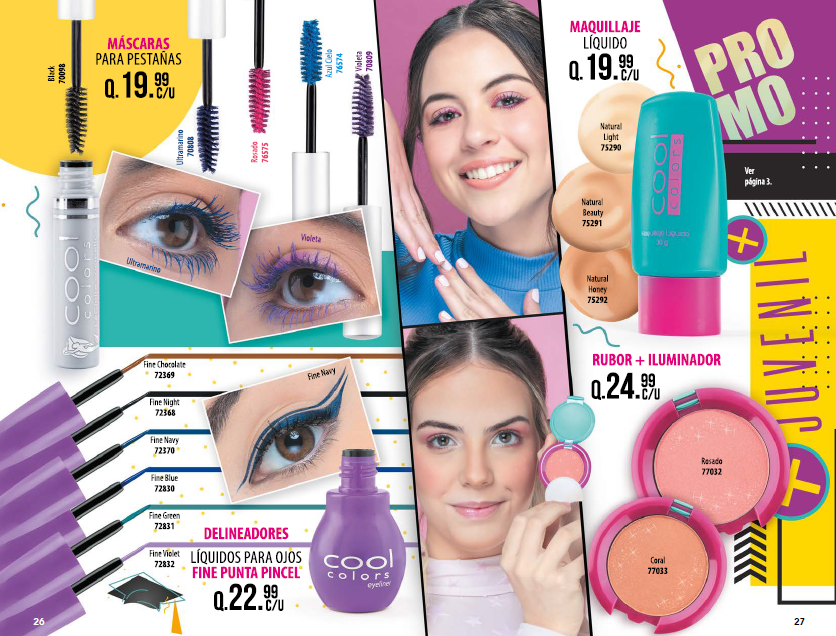 MÁSCARAS
PARA PESTAÑAS
Q. 19.99
C/U
Black
70098
Ultramarino
70808
Rosado
76575
Azul Cielo
76574
Violeta
70809
Ultramarino
Violeta
cool
colors
Fine Chocolate
72369
Fine Night
72368
Fine Navy
72370
Fine Blue
72830
Fine Green
72831
Fine Violet
72832
Fine Navy
DELINEADORES
LÍQUIDOS PARA OJOS
FINE PUNTA PINCEL
Q. 22.99
C/U
cool
colors
eyeliner
26
MAQUILLAJE
LÍQUIDO
Q. 19.99
C/U
Natural
Light
75290
Natural
Beauty
75291
Natural
Honey
75292
cool
colors
PRO
MO
Ver
página 3.
JUVENIL
RUBOR + ILUMINADOR
Q. 24.99
C/U
Rosado
77032
Coral
77033
27